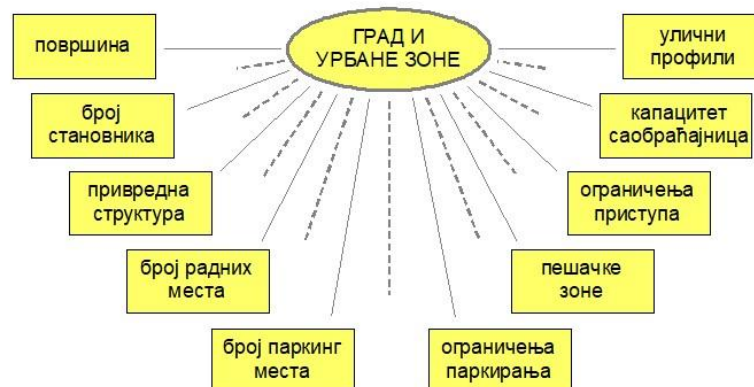 ГРАД И
УРБАНЕ ЗОНЕ
површина
број
становника
привредна
структура
број радних
места
број паркинг
места
ограничења
паркирања
пешачке
зоне
ограничења
приступа
капацитет
саобраћајница
улични
профили